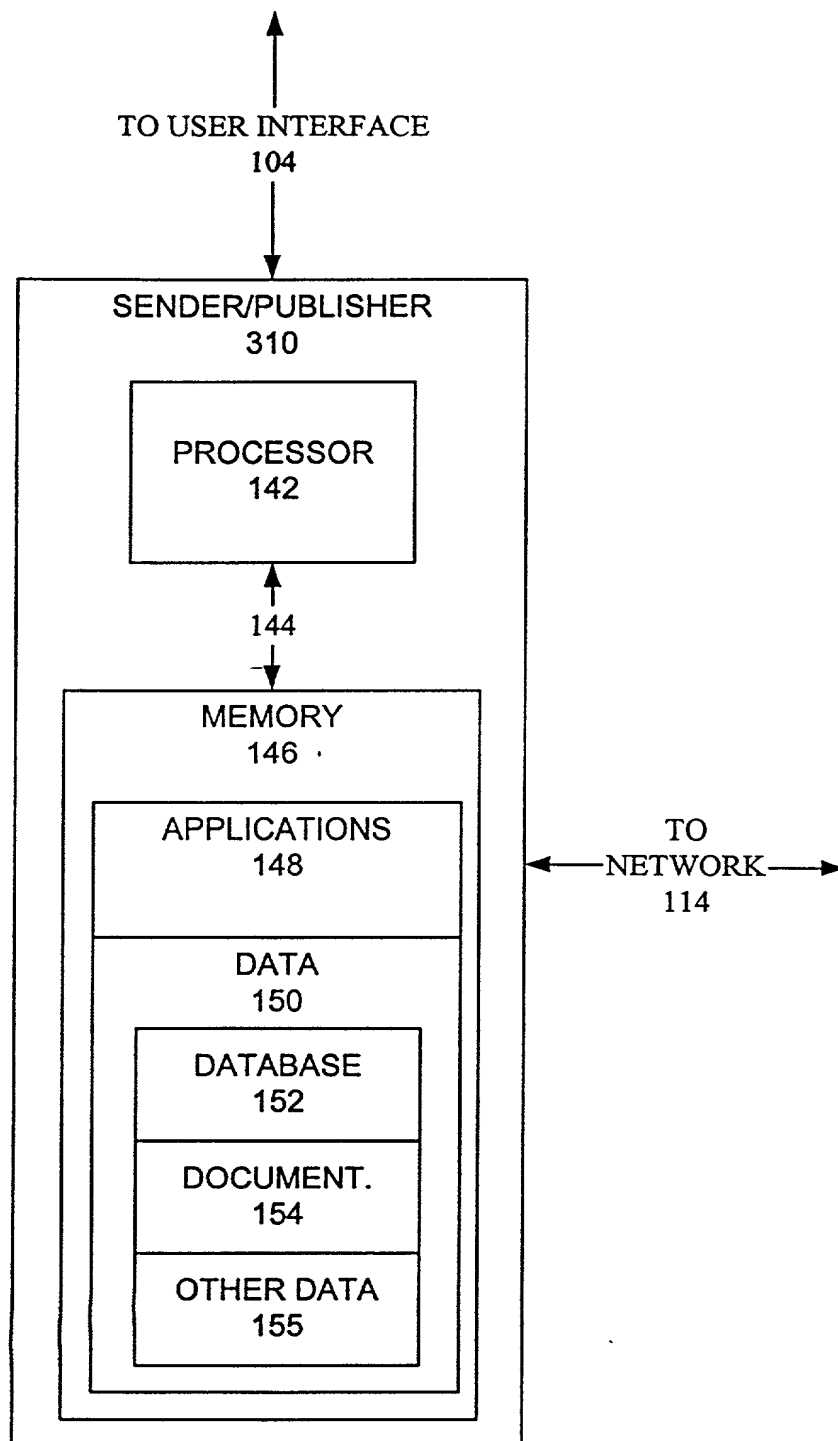 TO USER INTERFACE
104
SENDER/PUBLISHER
310
PROCESSOR
142
144
MEMORY
146
APPLICATIONS
148
TO
NETWORK
114
DATA
150
DATABASE
152
DOCUMENT.
154
OTHER DATA
155